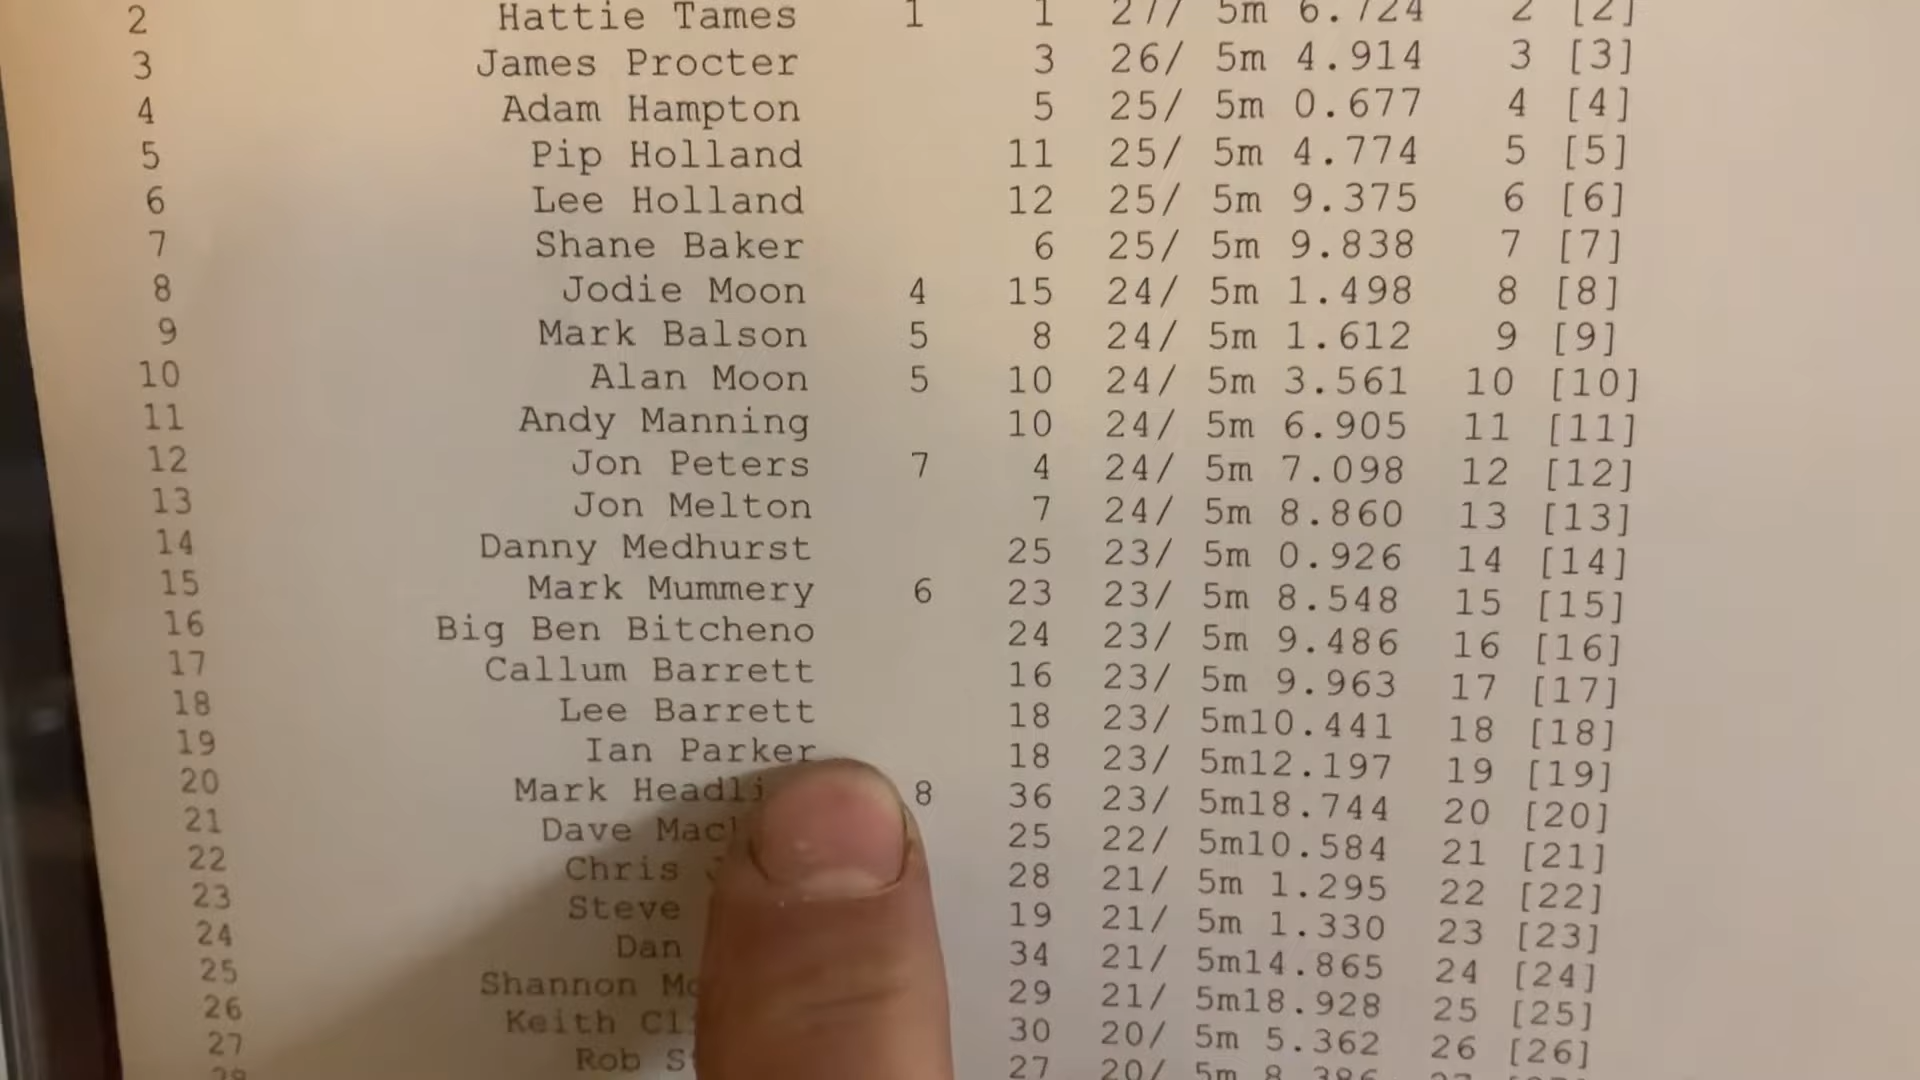 2 Hattie Tames 1 1 27/ 5m 6.724 2 [2]
3 James Procter 3 26/ 5m 4.914 3 [3]
4 Adam Hampton 5 25/ 5m 0.677 4 [4]
5 Pip Holland 11 25/ 5m 4.774 5 [5]
6 Lee Holland 12 25/ 5m 9.375 6 [6]
7 Shane Baker 6 25/ 5m 9.838 7 [7]
8 Jodie Moon 4 15 24/ 5m 1.498 8 [8]
9 Mark Balson 5 8 24/ 5m 1.612 9 [9]
10 Alan Moon 5 10 24/ 5m 3.561 10 [10]
11 Andy Manning 10 24/ 5m 6.905 11 [11]
12 Jon Peters 7 4 24/ 5m 7.098 12 [12]
13 Jon Melton 7 24/ 5m 8.860 13 [13]
14 Danny Medhurst 25 23/ 5m 0.926 14 [14]
15 Mark Mummery 6 23 23/ 5m 8.548 15 [15]
16 Big Ben Bitcheno 24 23/ 5m 9.486 16 [16]
17 Callum Barrett 16 23/ 5m 9.963 17 [17]
18 Lee Barrett 18 23/ 5m10.441 18 [18]
19 Ian Parker 18 23/ 5m12.197 19 [19]
20 Mark 8 36 23/ 5m18.744 20 [20]
21 Dave 25 22/ 5m10.584 21 [21]
22 Chris 28 21/ 5m 1.295 22 [22]
23 Steve 19 21/ 5m 1.330 23 [23]
24 Dan 34 21/ 5m14.865 24 [24]
25 Shannon 29 21/ 5m18.928 25 [25]
26 Keith 30 20/ 5m 5.362 26 [26]
27 Rob 27 20/ 5m
28